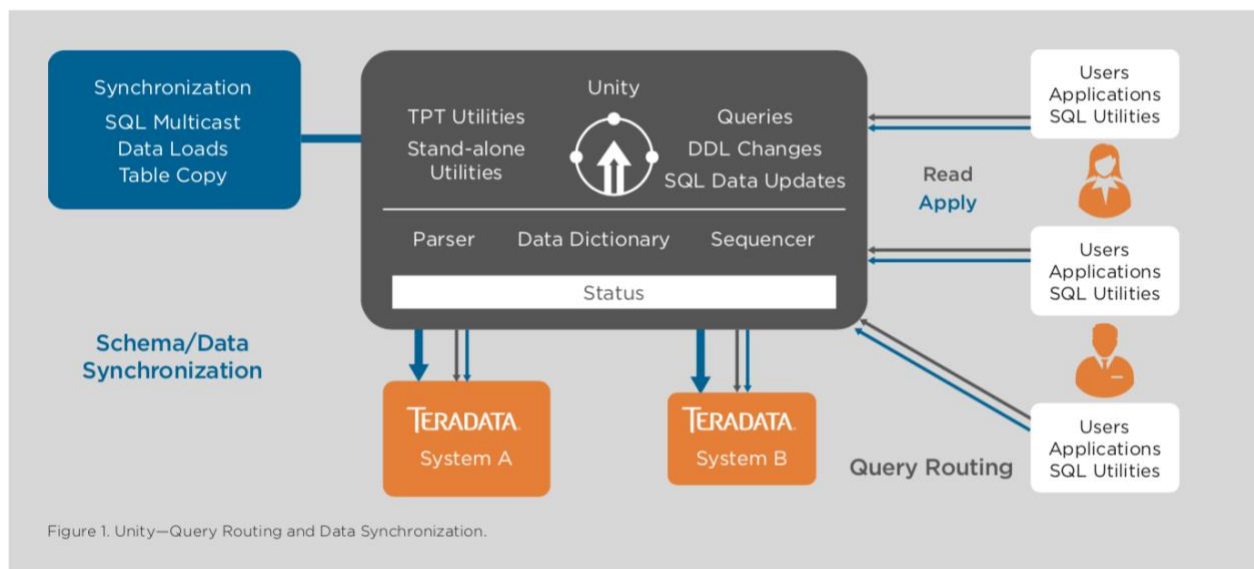 Synchronization
SQL Multicast
Data Loads
Table Copy
Unity
TPT Utilities
Stand-alone
Utilities
Queries
DDL Changes
SQL Data Updates
Parser
Data Dictionary
Sequencer
Status
Users
Applications
SQL Utilities
Read
Apply
Users
Applications
SQL Utilities
Schema/Data
Synchronization
TERADATA.
System A
TERADATA.
System B
Query Routing
Users
Applications
SQL Utilities
Figure 1. Unity—Query Routing and Data Synchronization.